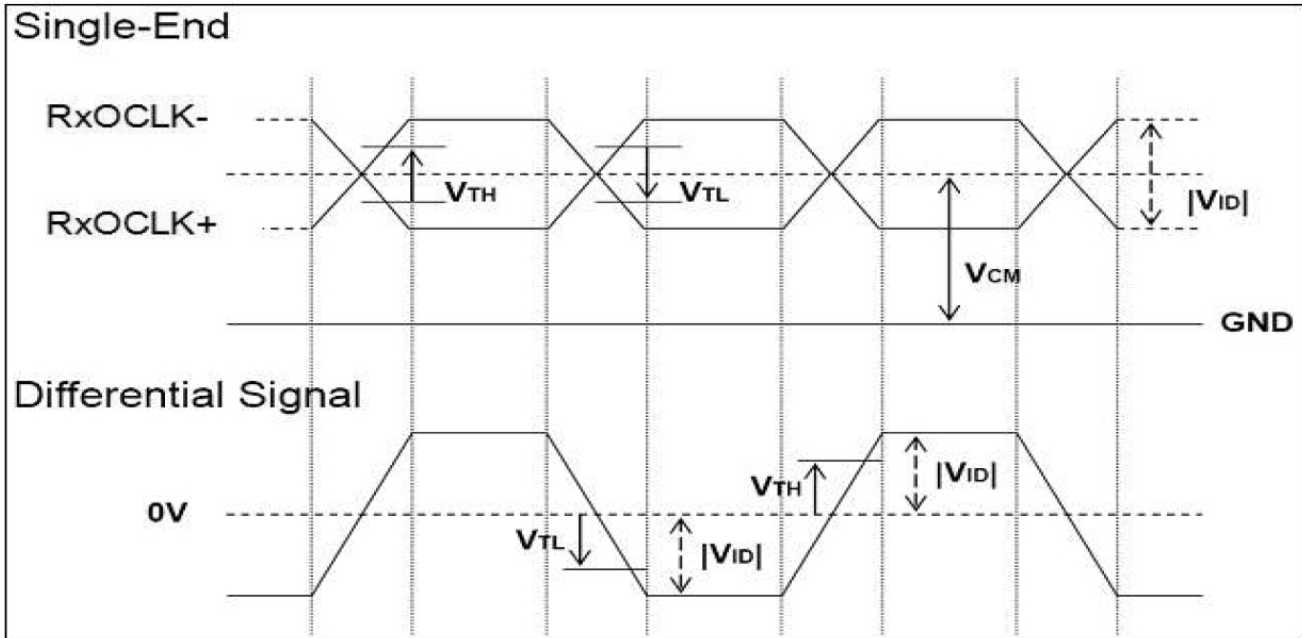 Single-End
RxOCLK-
VTH
VTL
|VID|
RxOCLK+
VCM
GND
Differential Signal
VTH
|VID|
0V
VTL
|VID|